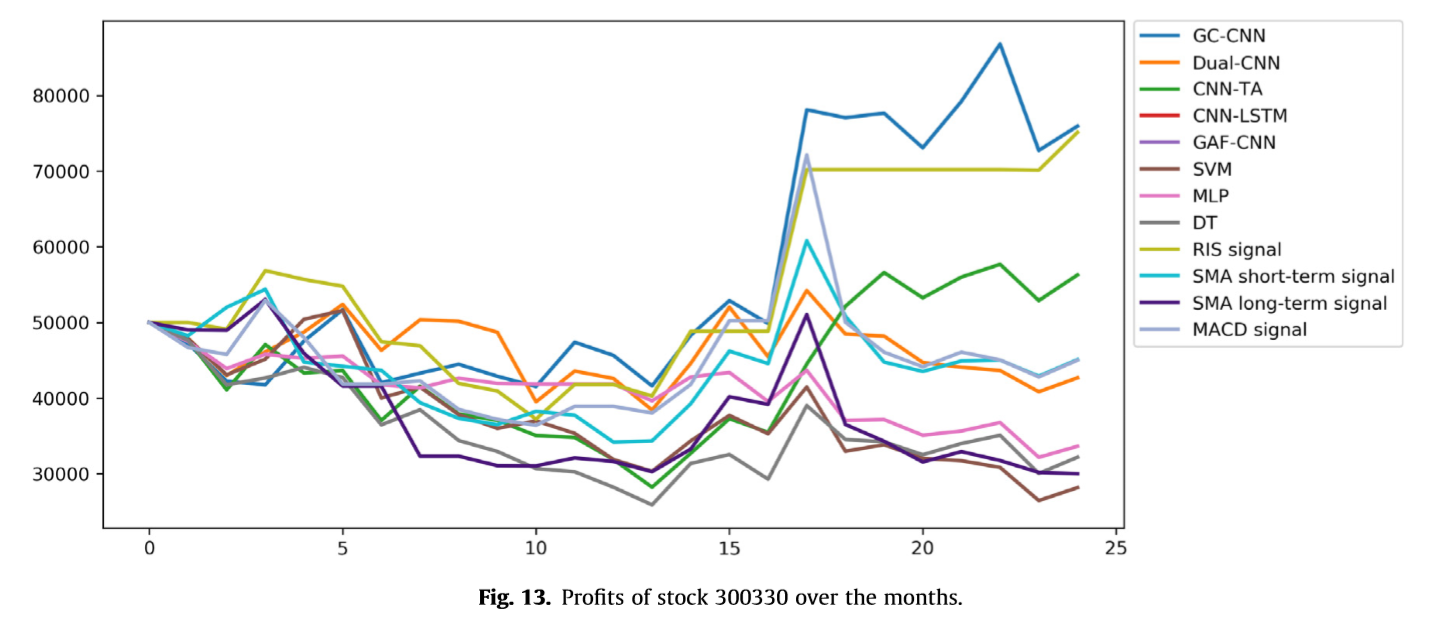 80000
70000
60000
50000
40000
30000
0 5 10 15 20 25
GC-CNN
Dual-CNN
CNN-TA
CNN-LSTM
GAF-CNN
SVM
MLP
DT
RIS signal
SMA short-term signal
SMA long-term signal
MACD signal
Fig. 13. Profits of stock 300330 over the months.